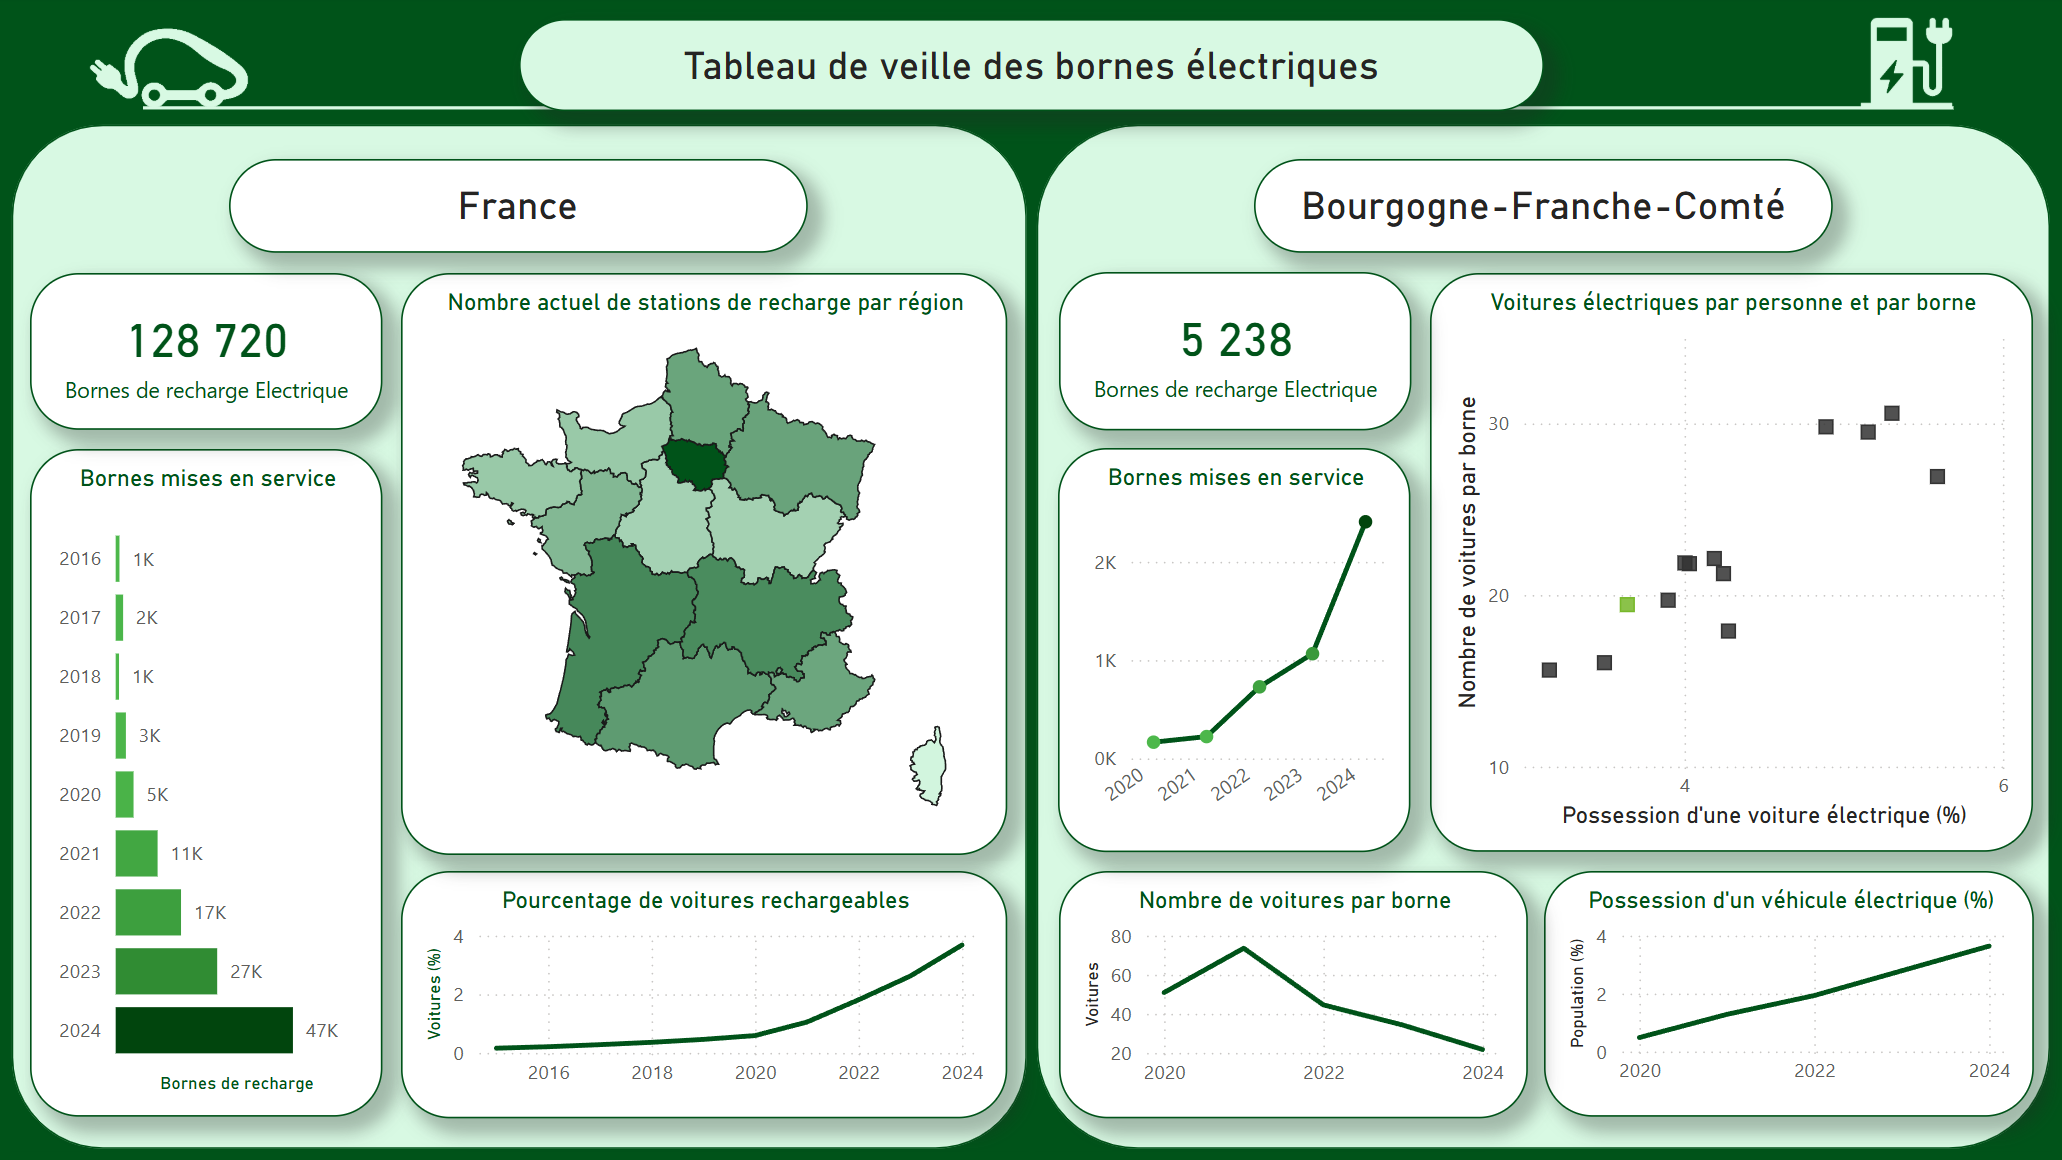 Tableau de veille des bornes électriques
France
128 720
Bornes de recharge Electrique
Bornes mises en service
2016 1K
2017 2K
2018 1K
2019 3K
2020 5K
2021 11K
2022 17K
2023 27K
2024 47K
Bornes de recharge
Nombre actuel de stations de recharge par région
Pourcentage de voitures rechargeables
Voitures (%)
4
2
0
2016 2018 2020 2022 2024
Bourgogne-Franche-Comté
5 238
Bornes de recharge Electrique
Bornes mises en service
2K
1K
0K
2020 2021 2022 2023 2024
Voitures électriques par personne et par borne
Nombre de voitures par borne
30
20
10
4 6
Possession d'une voiture électrique (%)
Nombre de voitures par borne
Voitures
80
60
40
20
2020 2022 2024
Possession d'un véhicule électrique (%)
Population (%)
4
2
0
2020 2022 2024